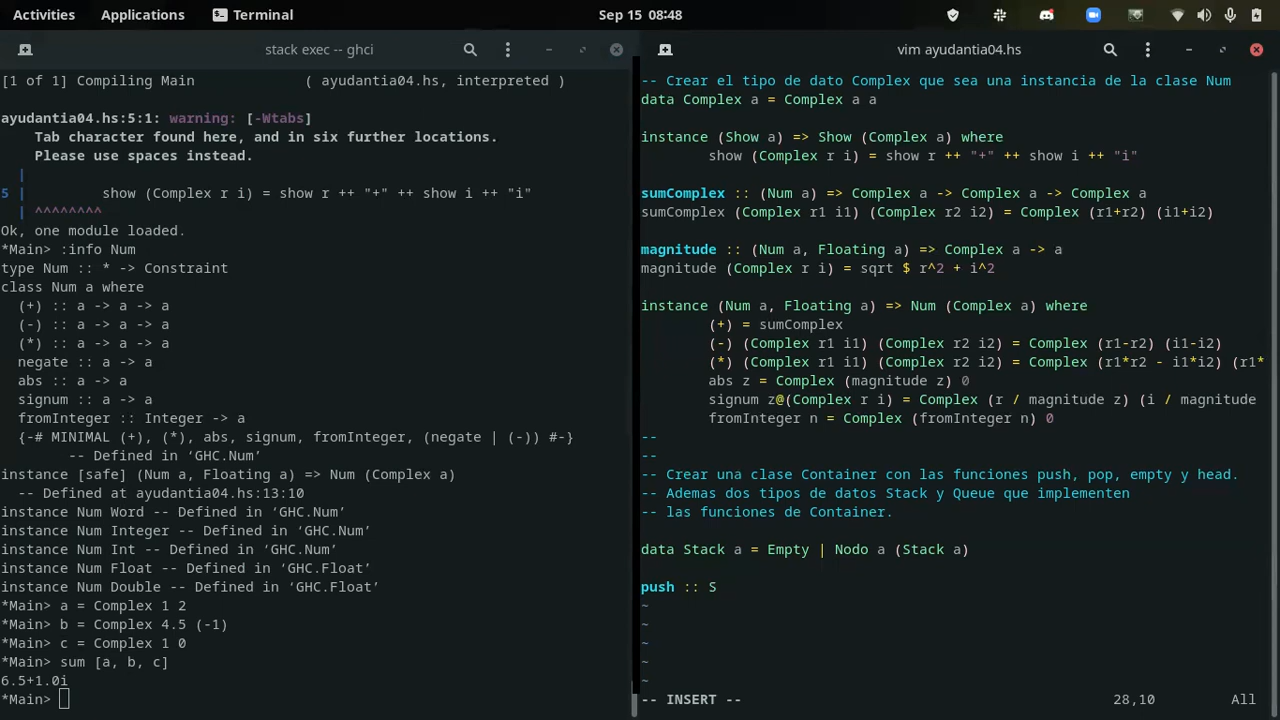 Activities Applications Terminal Sep 15 08:48
stack exec -- ghci
[1 of 1] Compiling Main             ( ayudantia04.hs, interpreted )
ayudantia04.hs:5:1: warning: [-Wtabs]
    Tab character found here, and in six further locations.
    Please use spaces instead.
  |
5 |         show (Complex r i) = show r ++ "+" ++ show i ++ "i"
  | ^^^^^^^^
Ok, one module loaded.
*Main> :info Num
type Num :: * -> Constraint
class Num a where
  (+) :: a -> a -> a
  (-) :: a -> a -> a
  (*) :: a -> a -> a
  negate :: a -> a
  abs :: a -> a
  signum :: a -> a
  fromInteger :: Integer -> a
  {-# MINIMAL (+), (*), abs, signum, fromInteger, (negate | (-)) #-}
        -- Defined in ‘GHC.Num’
instance [safe] (Num a, Floating a) => Num (Complex a)
  -- Defined at ayudantia04.hs:13:10
instance Num Word -- Defined in ‘GHC.Num’
instance Num Integer -- Defined in ‘GHC.Num’
instance Num Int -- Defined in ‘GHC.Num’
instance Num Float -- Defined in ‘GHC.Float’
instance Num Double -- Defined in ‘GHC.Float’
*Main> a = Complex 1 2
*Main> b = Complex 4.5 (-1)
*Main> c = Complex 1 0
*Main> sum [a, b, c]
6.5+1.0i
*Main>
vim ayudantia04.hs
-- Crear el tipo de dato Complex que sea una instancia de la clase Num
data Complex a = Complex a a
instance (Show a) => Show (Complex a) where
        show (Complex r i) = show r ++ "+" ++ show i ++ "i"
sumComplex :: (Num a) => Complex a -> Complex a -> Complex a
sumComplex (Complex r1 i1) (Complex r2 i2) = Complex (r1+r2) (i1+i2)
magnitude :: (Num a, Floating a) => Complex a -> a
magnitude (Complex r i) = sqrt $ r^2 + i^2
instance (Num a, Floating a) => Num (Complex a) where
        (+) = sumComplex
        (-) (Complex r1 i1) (Complex r2 i2) = Complex (r1-r2) (i1-i2)
        (*) (Complex r1 i1) (Complex r2 i2) = Complex (r1*r2 - i1*i2) (r1*
        abs z = Complex (magnitude z) 0
        signum z@(Complex r i) = Complex (r / magnitude z) (i / magnitude
        fromInteger n = Complex (fromInteger n) 0
--
--
-- Crear una clase Container con las funciones push, pop, empty y head.
-- Ademas dos tipos de datos Stack y Queue que implementen
-- las funciones de Container.
data Stack a = Empty | Nodo a (Stack a)
push :: S
~
~
~
~
~
-- INSERT -- 28,10 All